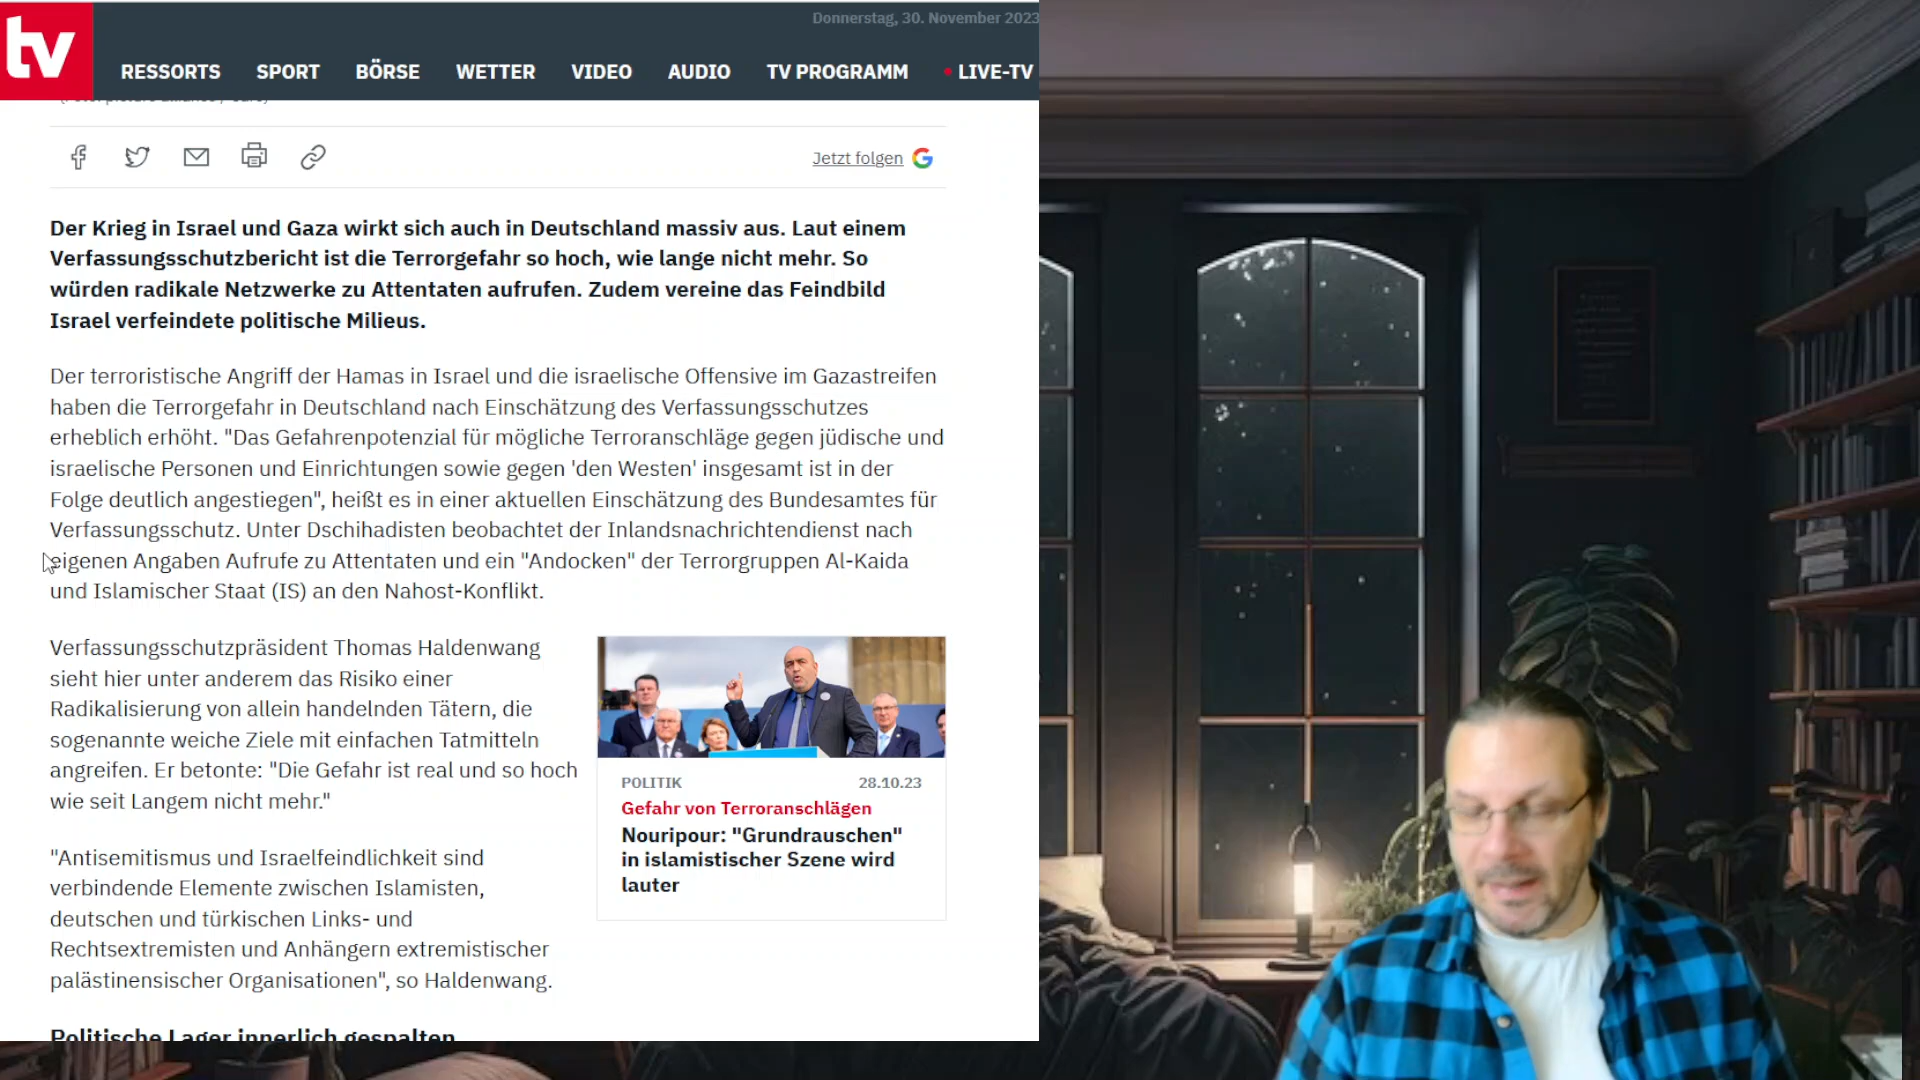 tv
Donnerstag, 30. November 2023
RESSORTS SPORT BÖRSE WETTER VIDEO AUDIO TV PROGRAMM LIVE-TV
Jetzt folgen
Der Krieg in Israel und Gaza wirkt sich auch in Deutschland massiv aus. Laut einem
Verfassungsschutzbericht ist die Terrorgefahr so hoch, wie lange nicht mehr. So
würden radikale Netzwerke zu Attentaten aufrufen. Zudem vereine das Feindbild
Israel verfeindete politische Milieus.
Der terroristische Angriff der Hamas in Israel und die israelische Offensive im Gazastreifen
haben die Terrorgefahr in Deutschland nach Einschätzung des Verfassungsschutzes
erheblich erhöht. "Das Gefahrenpotenzial für mögliche Terroranschläge gegen jüdische und
israelische Personen und Einrichtungen sowie gegen 'den Westen' insgesamt ist in der
Folge deutlich angestiegen", heißt es in einer aktuellen Einschätzung des Bundesamtes für
Verfassungsschutz. Unter Dschihadisten beobachtet der Inlandsnachrichtendienst nach
eigenen Angaben Aufrufe zu Attentaten und ein "Andocken" der Terrorgruppen Al-Kaida
und Islamischer Staat (IS) an den Nahost-Konflikt.
Verfassungsschutzpräsident Thomas Haldenwang
sieht hier unter anderem das Risiko einer
Radikalisierung von allein handelnden Tätern, die
sogenannte weiche Ziele mit einfachen Tatmitteln
angreifen. Er betonte: "Die Gefahr ist real und so hoch
wie seit Langem nicht mehr."
POLITIK 28.10.23
Gefahr von Terroranschlägen
Nouripour: "Grundrauschen"
in islamistischer Szene wird
lauter
"Antisemitismus und Israelfeindlichkeit sind
verbindende Elemente zwischen Islamisten,
deutschen und türkischen Links- und
Rechtsextremisten und Anhängern extremistischer
palästinensischer Organisationen", so Haldenwang.
Politische Lager innerlich gespalten